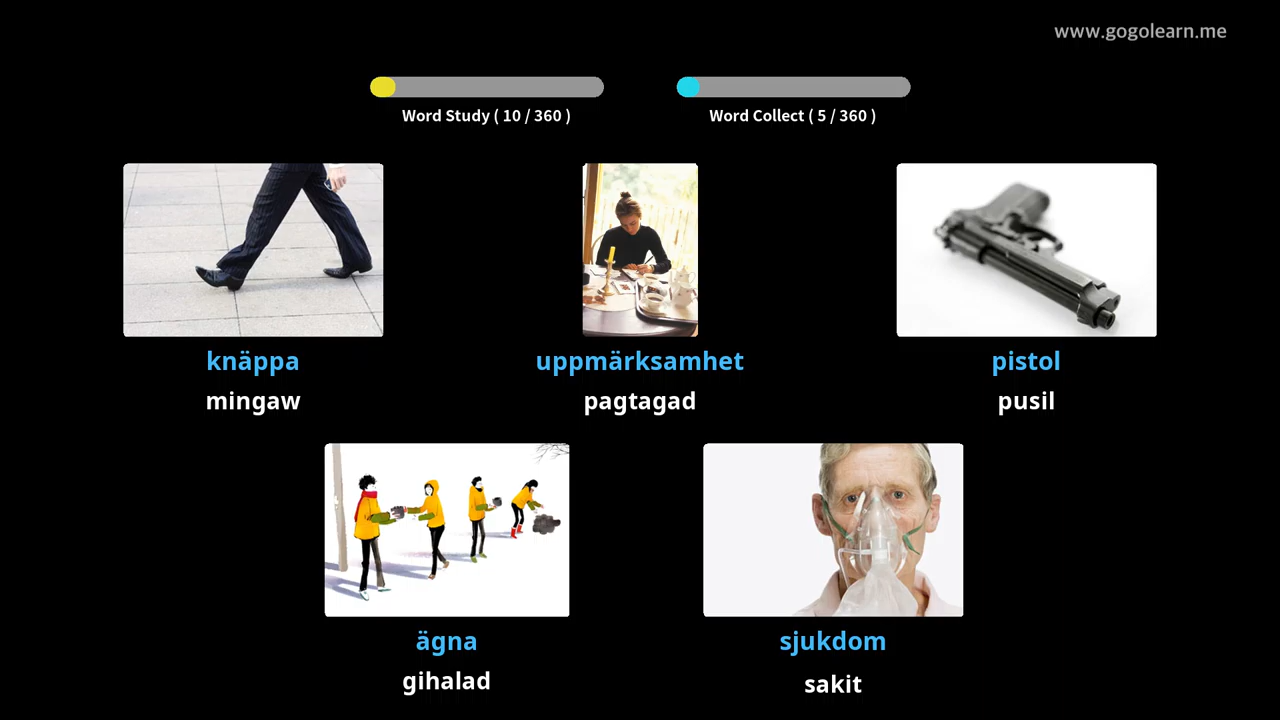 www.gogolearn.me
Word Study ( 10 / 360 )
Word Collect ( 5 / 360 )
knäppa
mingaw
uppmärksamhet
pagtagad
pistol
pusil
ägna
gihalad
sjukdom
sakit